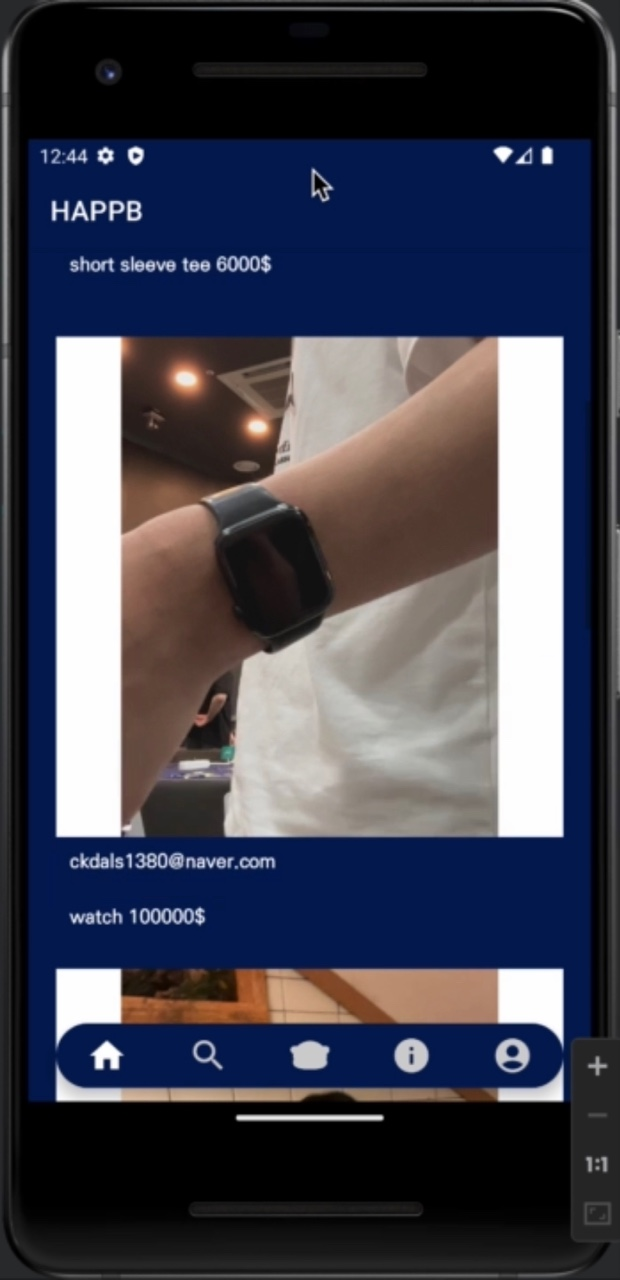 12:44
HAPPB
short sleeve tee 6000$
ckdals1380@naver.com
watch 100000$
1:1